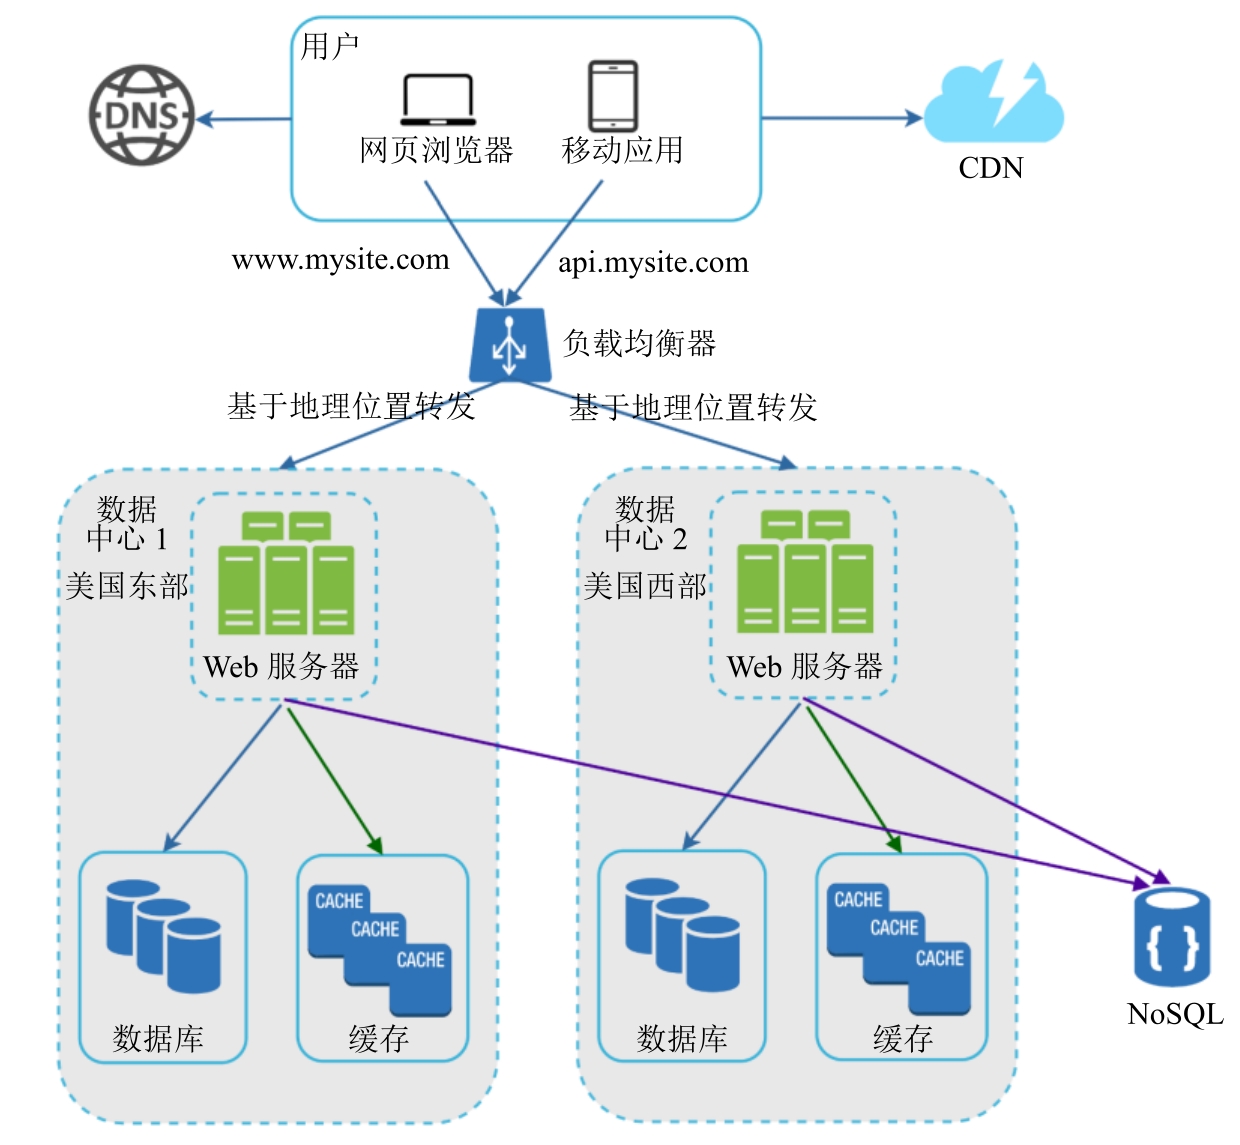 用户
DNS
网页浏览器
移动应用
CDN
www.mysite.com
api.mysite.com
负载均衡器
基于地理位置转发
基于地理位置转发
数据
中心 1
美国东部
Web 服务器
数据
中心 2
美国西部
Web 服务器
CACHE
CACHE
CACHE
数据库
缓存
CACHE
CACHE
CACHE
数据库
缓存
{ }
NoSQL